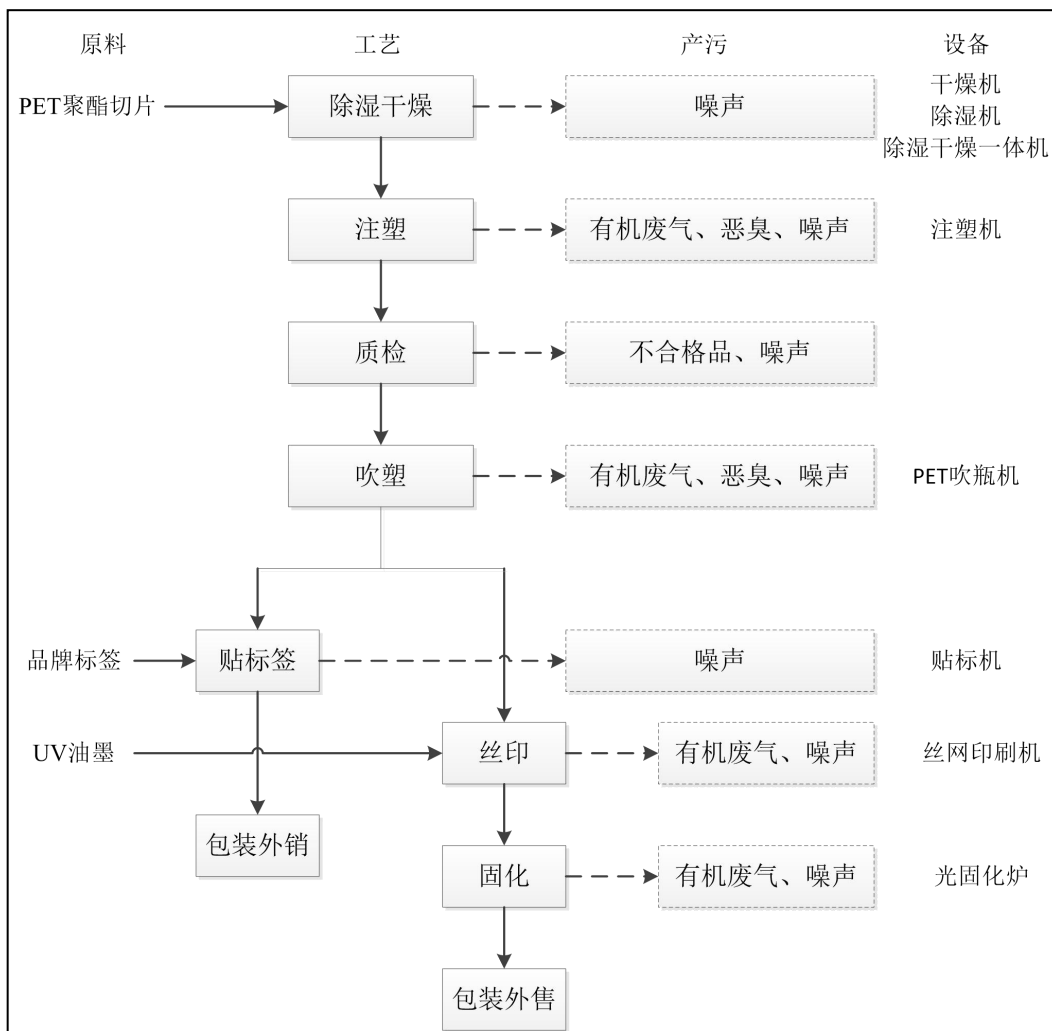 原料 工艺 产污 设备
PET聚酯切片 除湿干燥 噪声 干燥机
除湿机
除湿干燥一体机
注塑 有机废气、恶臭、噪声 注塑机
质检 不合格品、噪声
吹塑 有机废气、恶臭、噪声 PET吹瓶机
品牌标签 贴标签 噪声 贴标机
UV油墨 丝印 有机废气、噪声 丝网印刷机
包装外销
固化 有机废气、噪声 光固化炉
包装外售